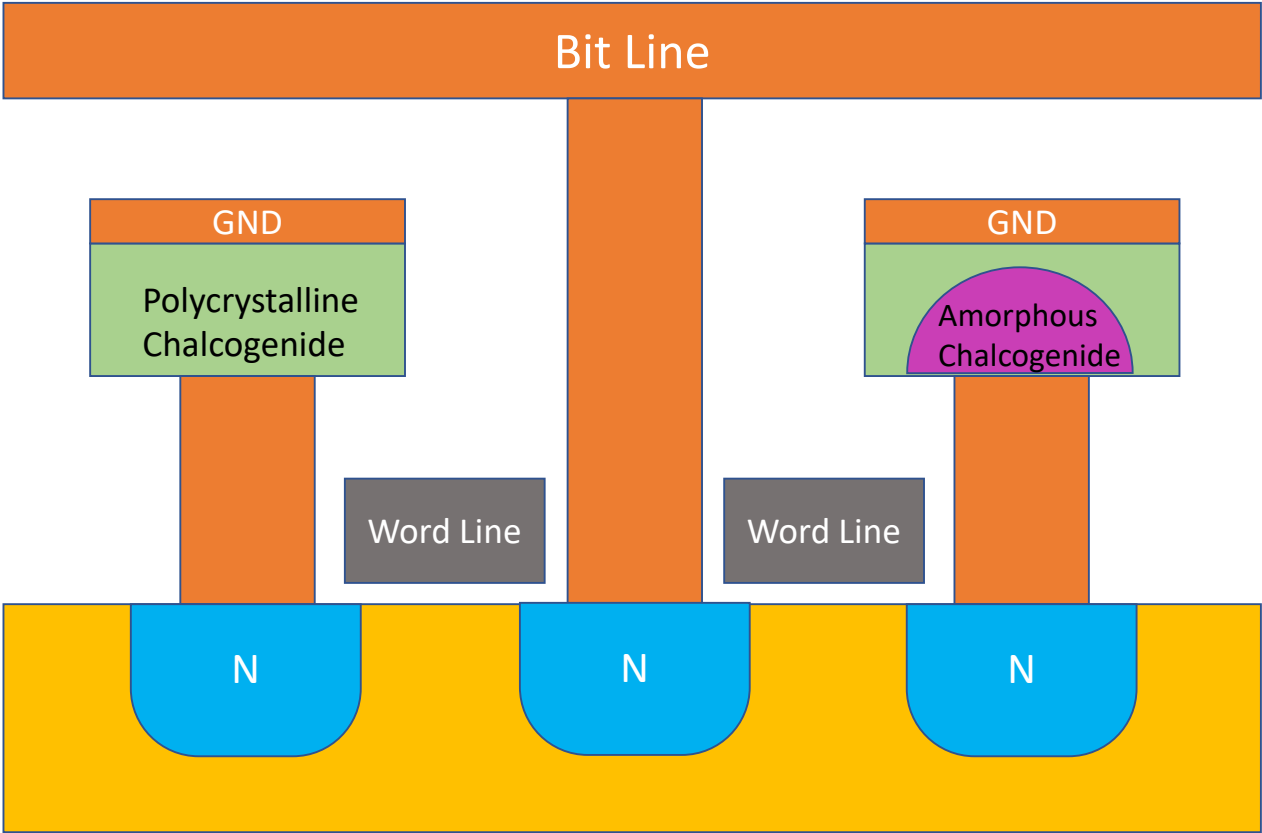 Bit Line
GND
GND
Polycrystalline
Chalcogenide
Amorphous
Chalcogenide
Word Line
Word Line
N
N
N